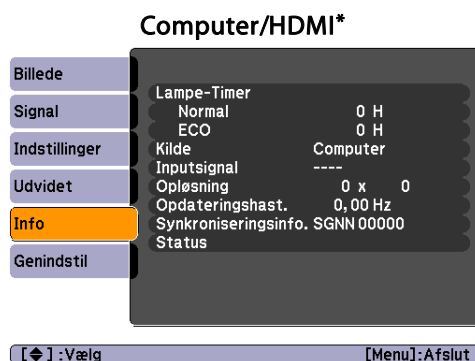 Computer/HDMI*
Billede
Signal
Indstillinger
Udvidet
Info
Genindstil
Lampe-Timer
Normal 0 H
ECO 0 H
Kilde Computer
Inputsignal ----
Opløsning 0 x 0
Opdateringshast. 0,00 Hz
Synkroniseringsinfo. SGNN 00000
Status
[◆] :Vælg [Menu]:Afslut